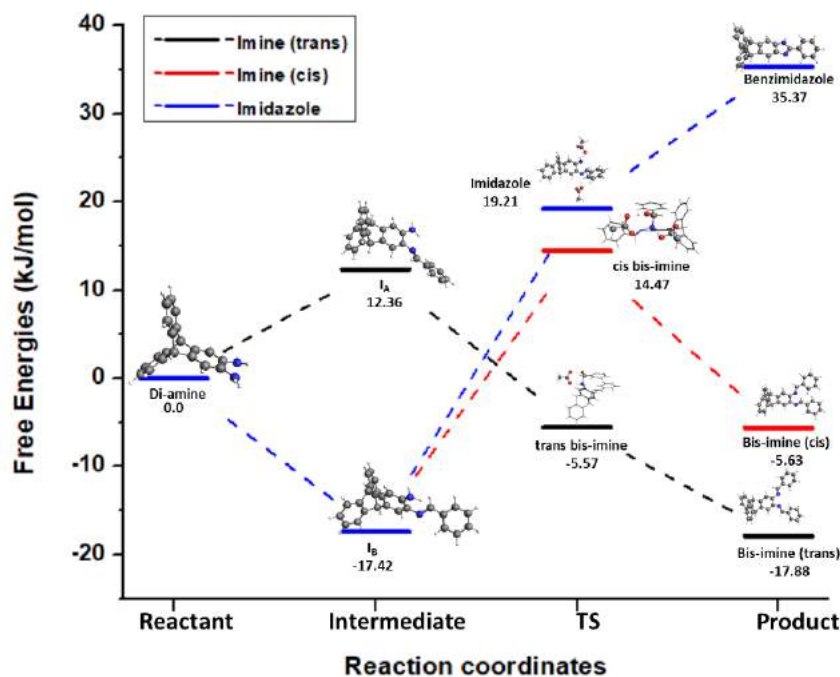 40
30
20
10
0
-10
-20
Free Energies (kJ/mol)
Imine (trans)
Imine (cis)
Imidazole
Benzimidazole
35.37
Imidazole
19.21
cis bis-imine
14.47
I_A
12.36
Di-amine
0.0
trans bis-imine
-5.57
Bis-imine (cis)
-5.63
I_B
-17.42
Bis-imine (trans)
-17.88
Reactant
Intermediate
TS
Product
Reaction coordinates